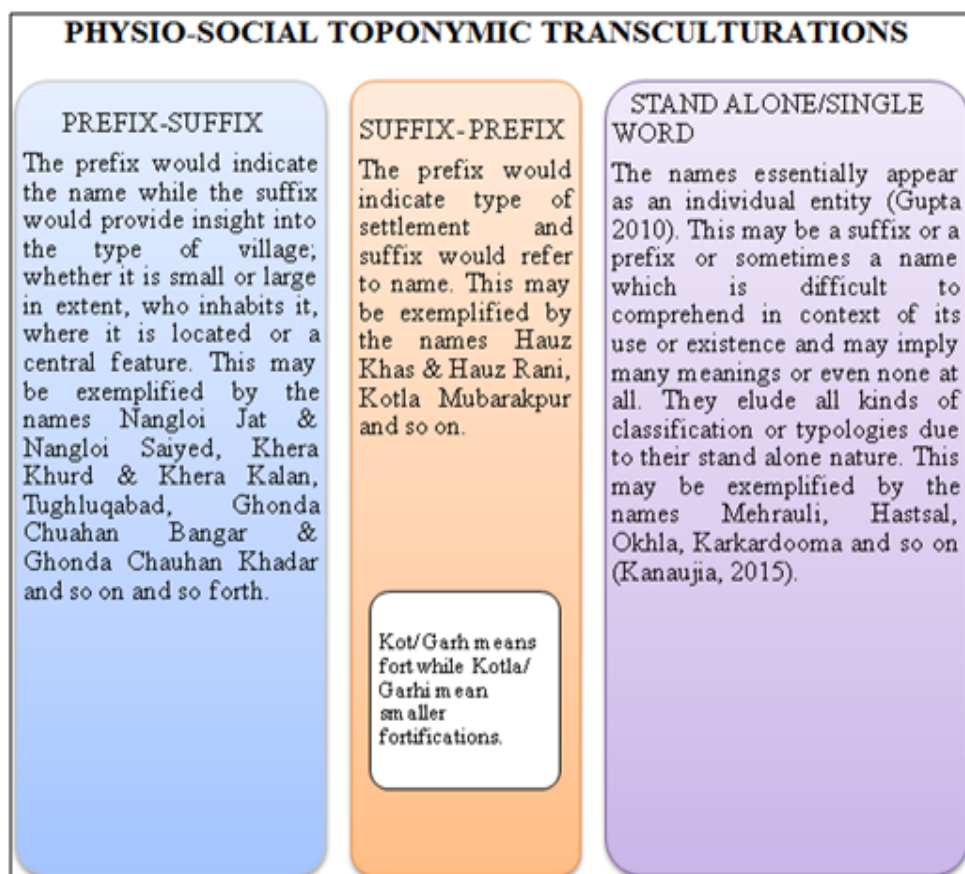 PHYSIO-SOCIAL TOPONYMIC TRANSCULTURATIONS
PREFIX-SUFFIX
The prefix would indicate
the name while the suffix
would provide insight into
the type of village;
whether it is small or large
in extent, who inhabits it,
where it is located or a
central feature. This may
be exemplified by the
names Nangloi Jat &
Nangloi Saiyed, Khera
Khurd & Khera Kalan,
Tughluqabad, Ghonda
Chuahan Bangar &
Ghonda Chauhan Khadar
and so on and so forth.
SUFFIX-PREFIX
The prefix would
indicate type of
settlement and
suffix would refer
to name. This may
be exemplified by
the names Hauz
Khas & Hauz Rani,
Kotla Mubarakpur
and so on.
Kot/Garh means
fort while Kotla/
Garhi mean
smaller
fortifications.
STAND ALONE/SINGLE
WORD
The names essentially appear
as an individual entity (Gupta
2010). This may be a suffix or a
prefix or sometimes a name
which is difficult to
comprehend in context of its
use or existence and may imply
many meanings or even none at
all. They elude all kinds of
classification or typologies due
to their stand alone nature. This
may be exemplified by the
names Mehrauli, Hastsal,
Okhla, Karkardooma and so on
(Kanaujia, 2015).